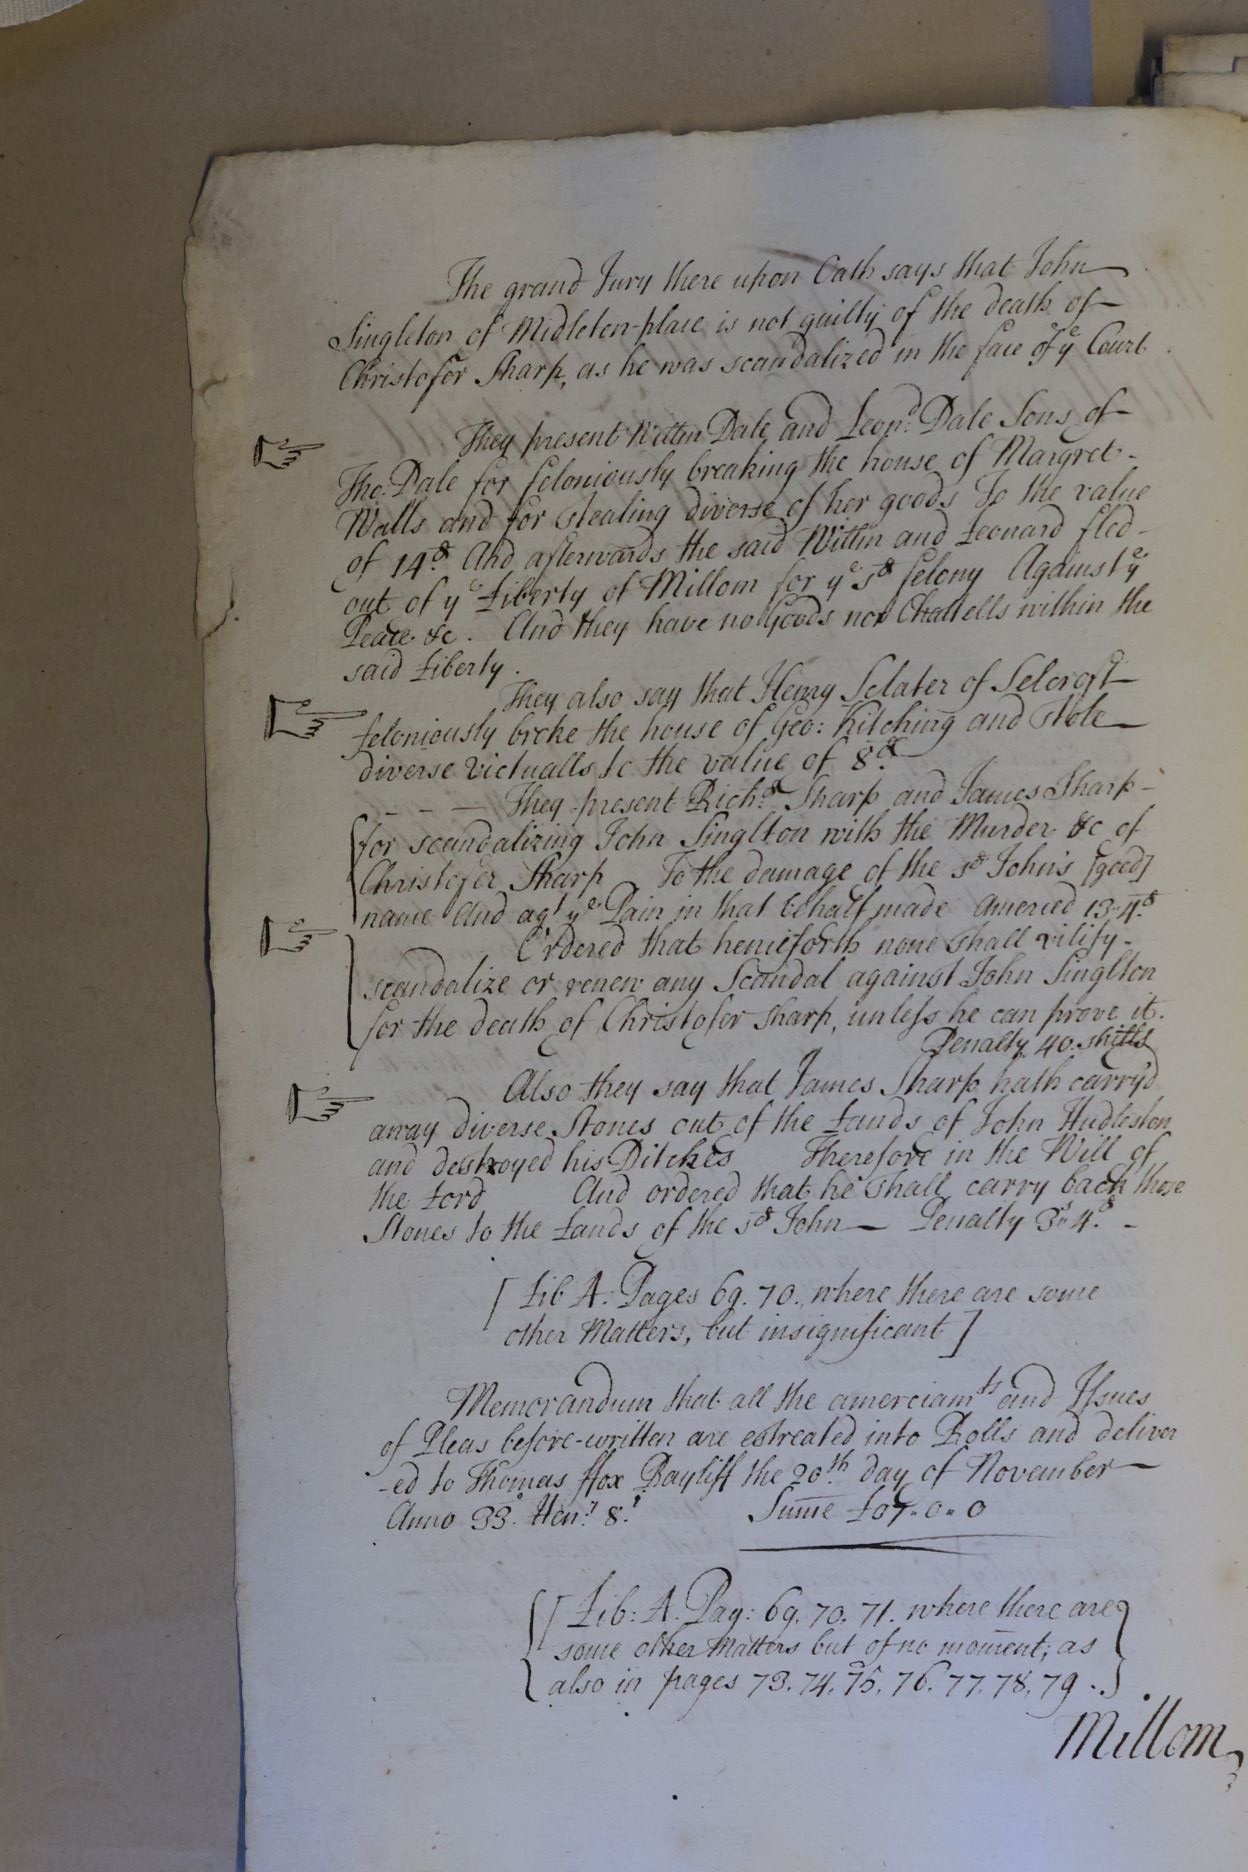 The grand Jury there upon Oath says that John
Singleton of Midleton-place is not guilty of the death of
Christofer Sharp, as he was scandalized in the face of yᵉ Court
They present Willm Dale and Leonᵈ. Dale Sons of
Tho: Dale for feloniously breaking the house of Margret
Walls and for stealing diverse of her goods To the value
of 14ᵈ. And afterwards the said Willm and Leonard fled
out of yᵉ Liberty of Millom for yᵉ sᵈ felony Against yᵉ
Peace &c. And they have no Goods nor Chattells within the
said Liberty.
They also say that Henry Sclater of Selcroft
feloniously broke the house of Geo: Kitching and stole
diverse Victualls to the value of 8ᵈ.
They present Richᵈ. Sharp and James Sharp
for scandalizing John Singlton with the Murder &c of
Christofer Sharp To the damage of the sᵈ John's [good]
name And agᵗ yᵉ Pain in that behalf made Amercied 13ˢ.4ᵈ
Ordered that henceforth none shall vilify
scandalize or renew any Scandal against John Singlton
for the death of Christofer Sharp, unless he can prove it.
Penalty 40 shills
Also they say that James Sharp hath carry'd
away diverse Stones out of the Lands of John Hudleston
and destroyed his Ditches Therefore in the Will of
the Lord And ordered that he shall carry back those
Stones to the Lands of the sᵈ John — Penalty 3ˢ.4ᵈ. -
[Lib A: Pages 69. 70. where there are some
other Matters, but insignificant]
Memorandum that all the amerciamᵗˢ and Issues
of Pleas before-written are estreated into Rolls and deliver
-ed to Thomas ffox Bayliff the 20ᵗʰ day of November
Anno 33º. Henʳʸ. 8ⁱ. Sum̄e £07.. 0.. 0
[Lib: A. Pag: 69. 70. 71. where there are
some other Matters but of no moment; as
also in pages 73. 74. 75. 76. 77. 78. 79.
Millom